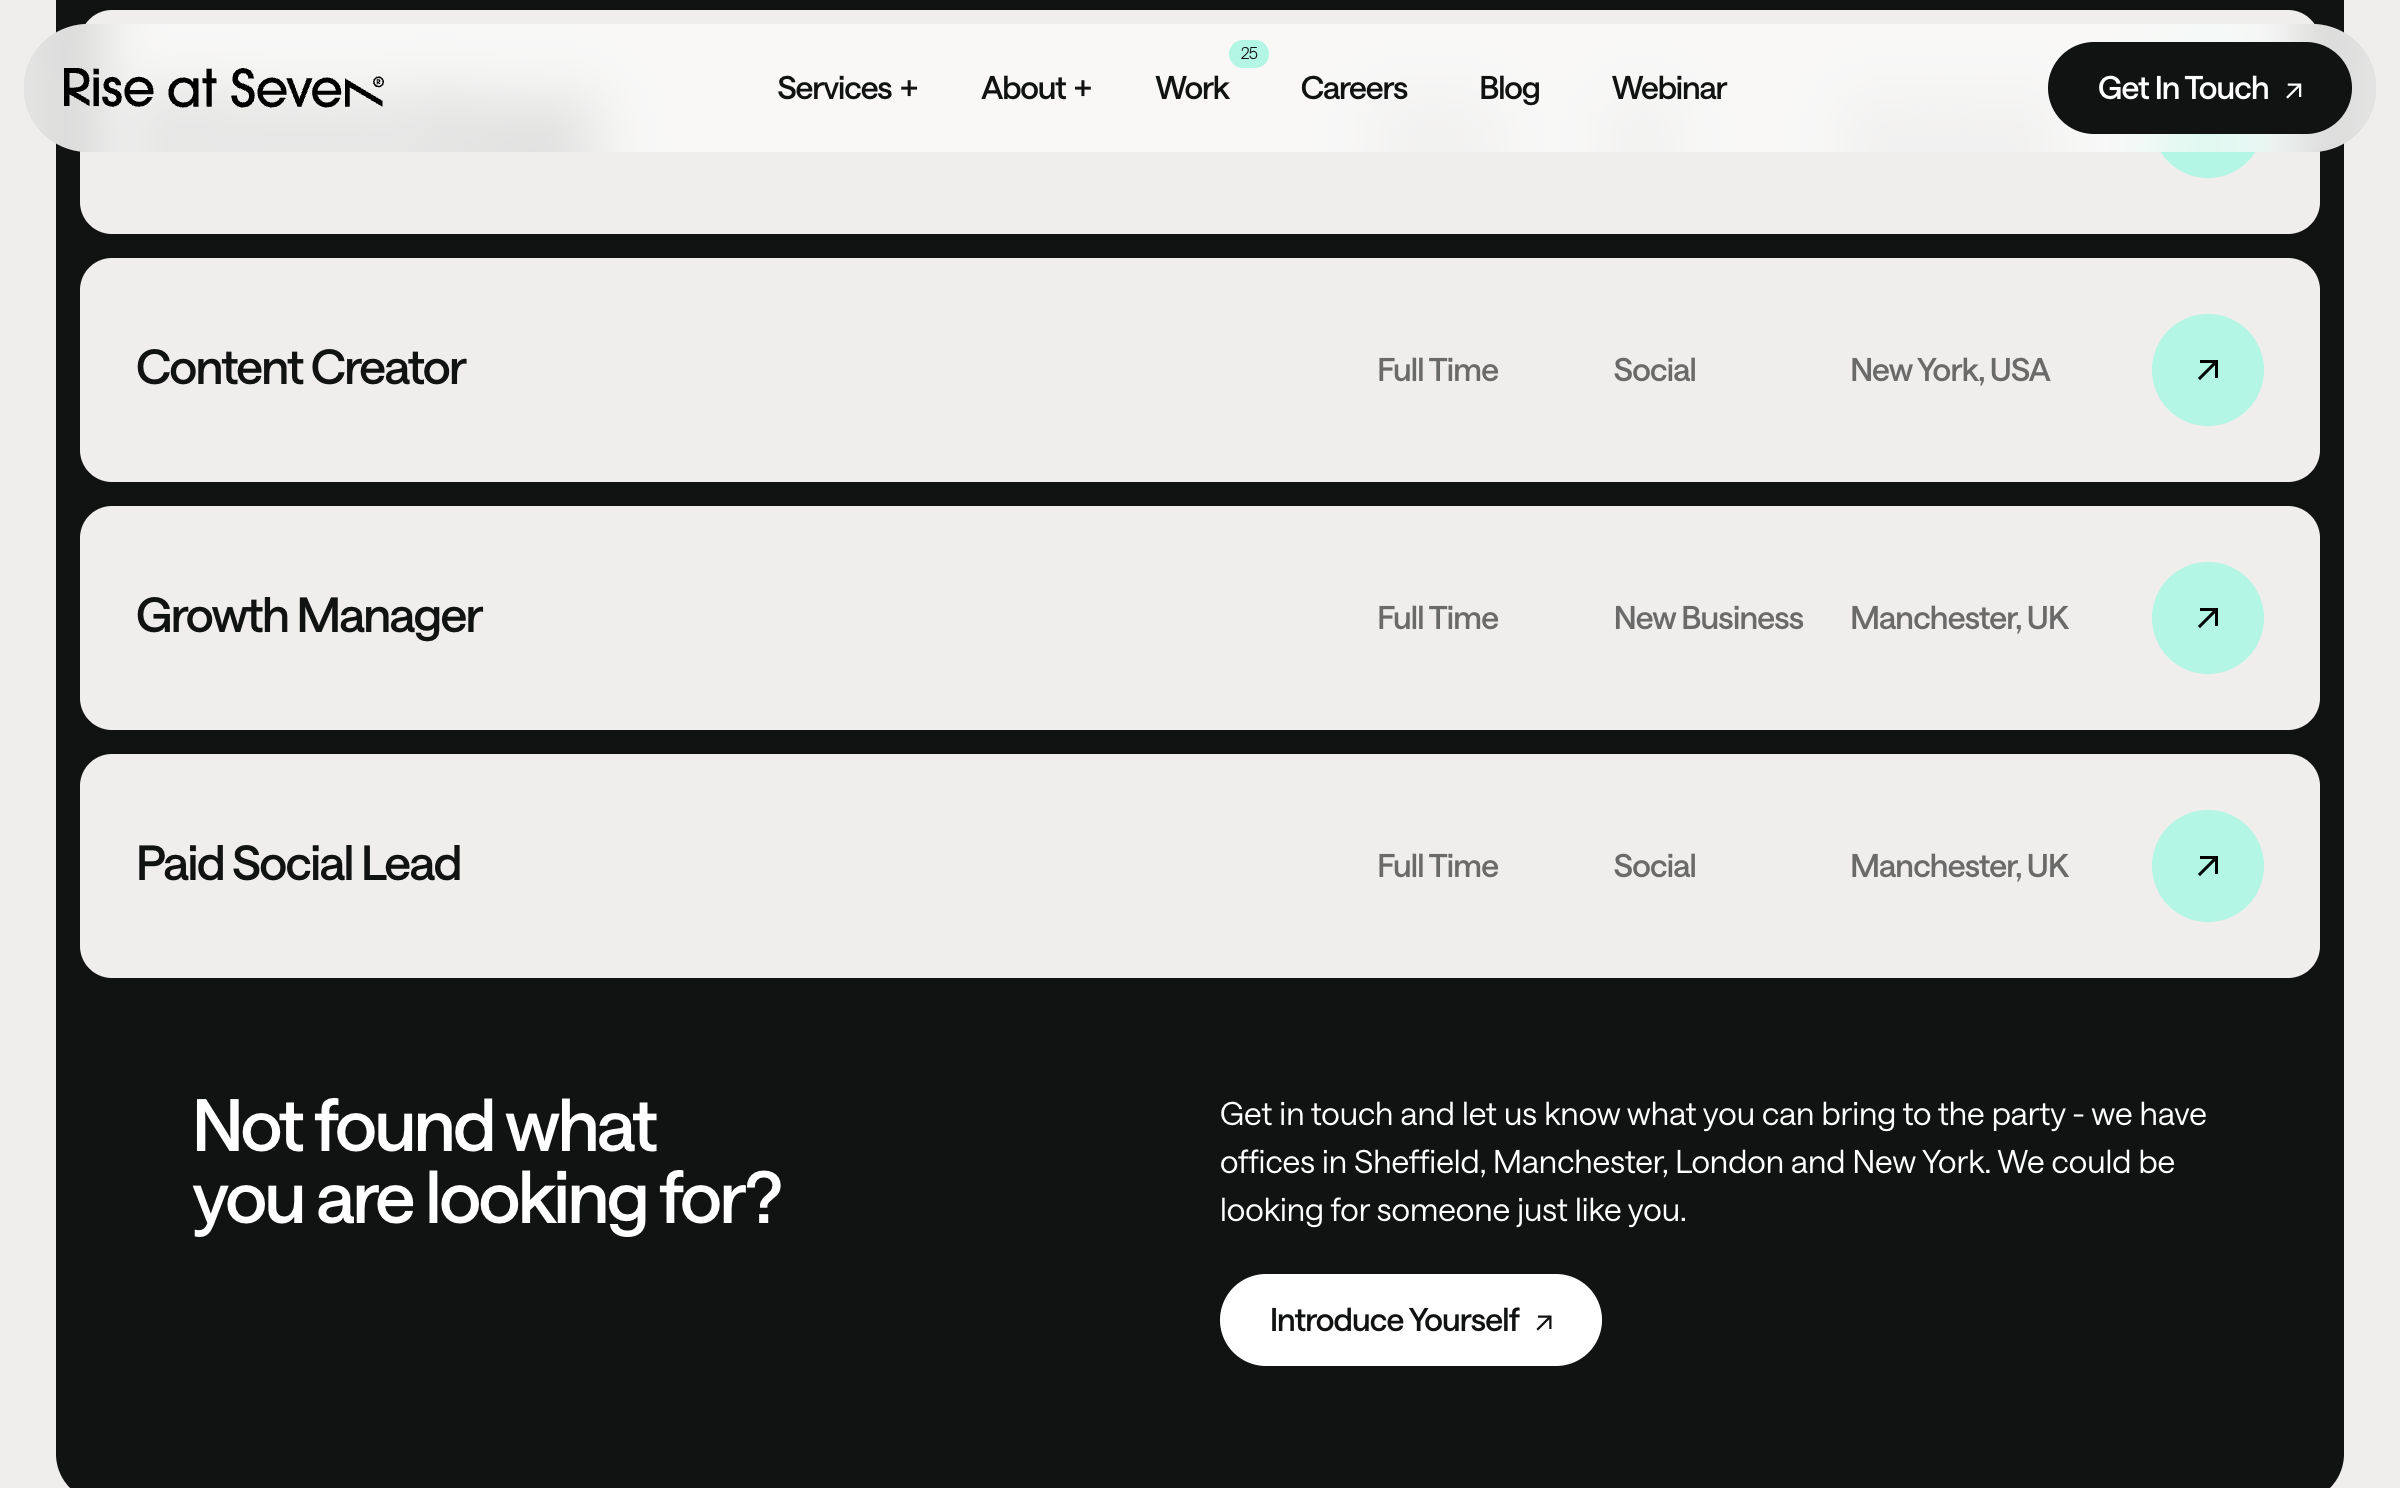 Rise at Seven®
Services +
About +
Work
25
Careers
Blog
Webinar
Get In Touch
Content Creator
Full Time
Social
New York, USA
Growth Manager
Full Time
New Business
Manchester, UK
Paid Social Lead
Full Time
Social
Manchester, UK
Not found what
you are looking for?
Get in touch and let us know what you can bring to the party - we have
offices in Sheffield, Manchester, London and New York. We could be
looking for someone just like you.
Introduce Yourself